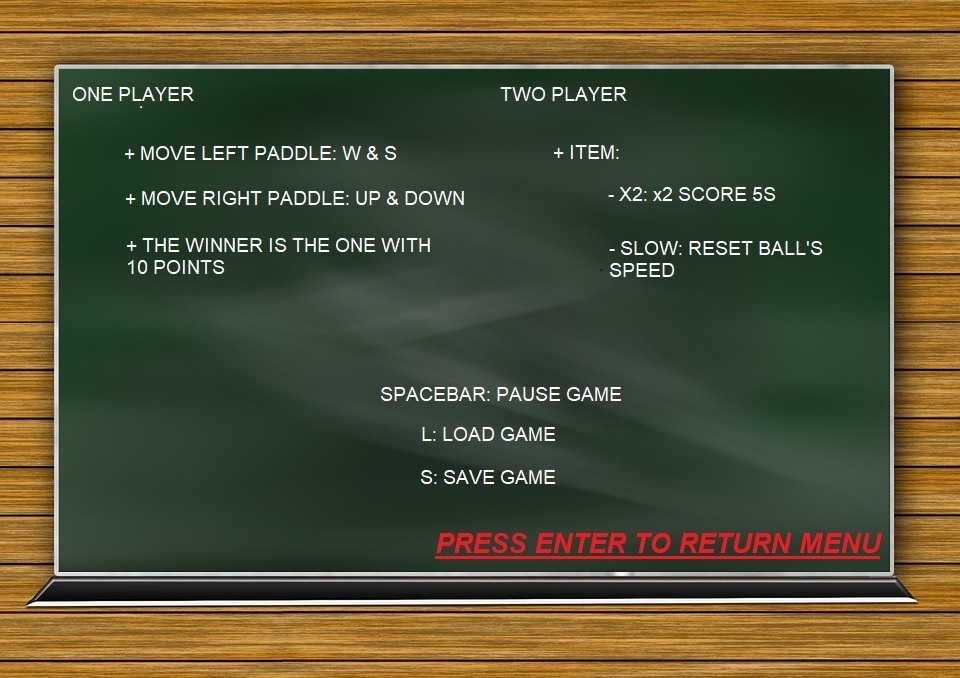 ONE PLAYER
+ MOVE LEFT PADDLE: W & S
+ MOVE RIGHT PADDLE: UP & DOWN
+ THE WINNER IS THE ONE WITH
10 POINTS
TWO PLAYER
+ ITEM:
- X2: x2 SCORE 5S
- SLOW: RESET BALL'S
SPEED
SPACEBAR: PAUSE GAME
L: LOAD GAME
S: SAVE GAME
PRESS ENTER TO RETURN MENU